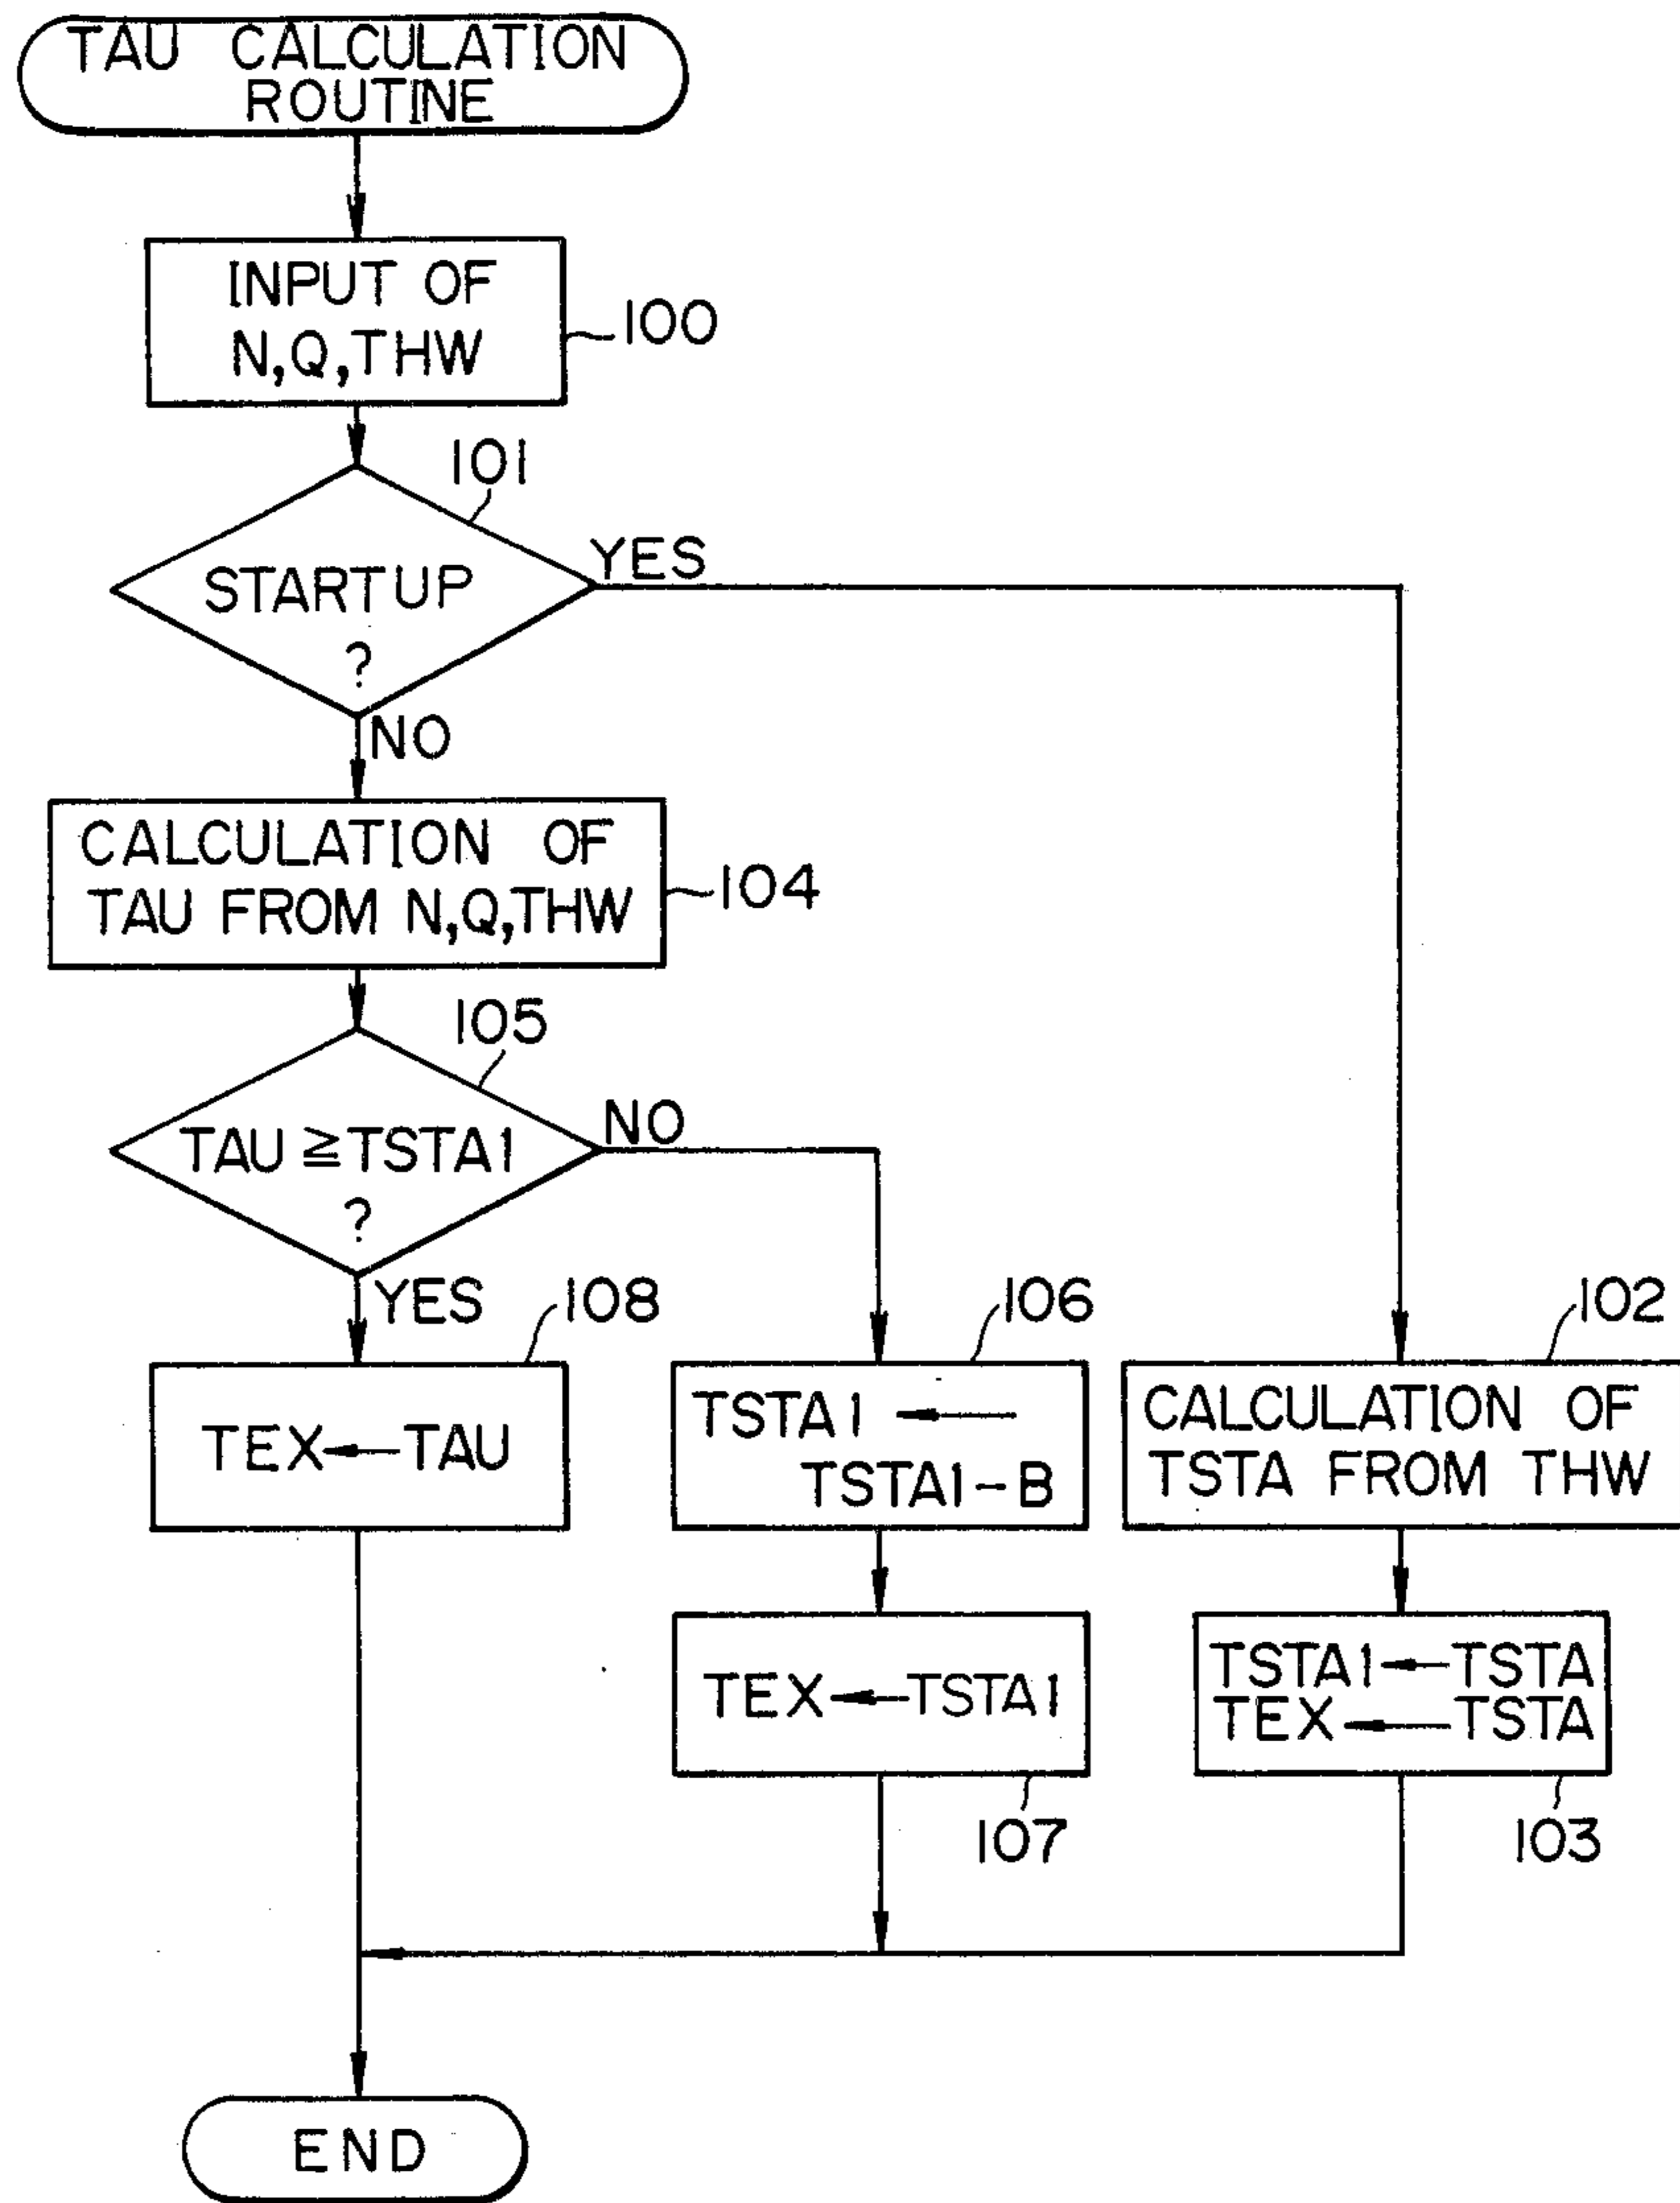 TAU CALCULATION
ROUTINE
INPUT OF
N,Q,THW
100
101
STARTUP
?
YES
NO
CALCULATION OF
TAU FROM N,Q,THW
104
105
TAU ≧ TSTA1
?
NO
YES
108
TEX ← TAU
106
TSTA1 ←
TSTA1 - B
102
CALCULATION OF
TSTA FROM THW
TEX ← TSTA1
107
TSTA1 ← TSTA
TEX ← TSTA
103
END